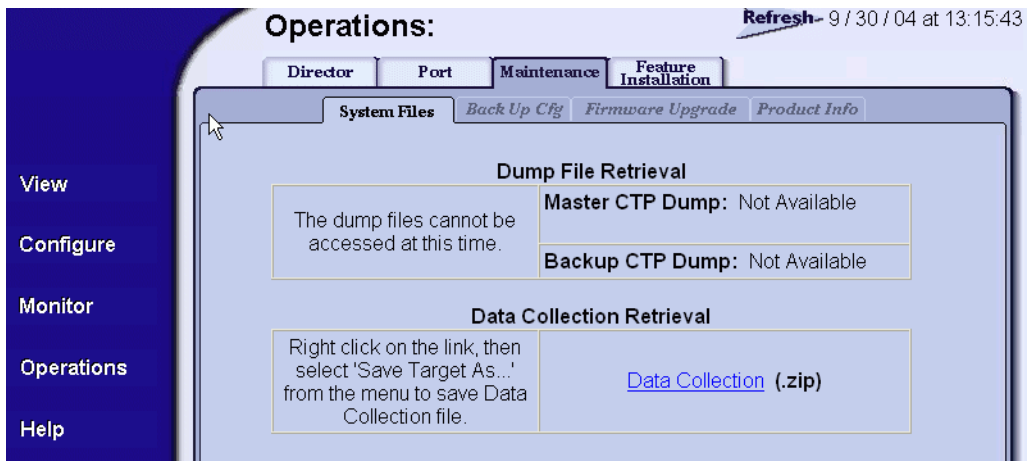 Operations:
Refresh- 9 / 30 / 04 at 13:15:43
Director Port Maintenance Feature Installation
System Files Back Up Cfg Firmware Upgrade Product Info
View
Configure
Monitor
Operations
Help
Dump File Retrieval
The dump files cannot be
accessed at this time.
Master CTP Dump: Not Available
Backup CTP Dump: Not Available
Data Collection Retrieval
Right click on the link, then
select 'Save Target As...'
from the menu to save Data
Collection file.
Data Collection (.zip)